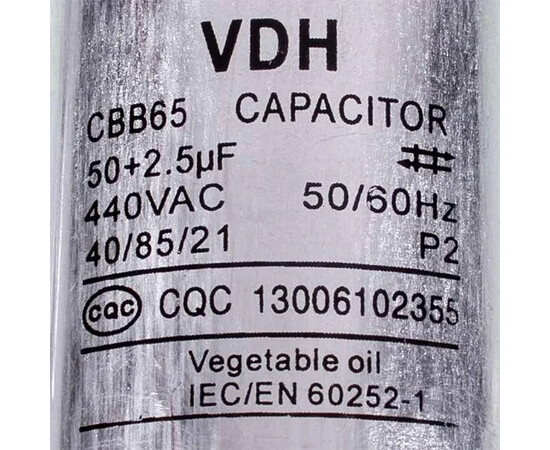 VDH
CBB65 CAPACITOR
50+2.5µF
440VAC 50/60Hz
40/85/21 P2
CQC CQC 13006102355
Vegetable oil
IEC/EN 60252-1